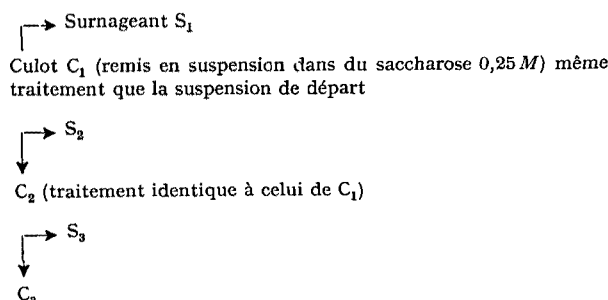 Surnageant S₁
Culot C₁ (remis en suspension dans du saccharose 0,25 M) même
traitement que la suspension de départ
S₂
C₂ (traitement identique à celui de C₁)
S₃
C₃